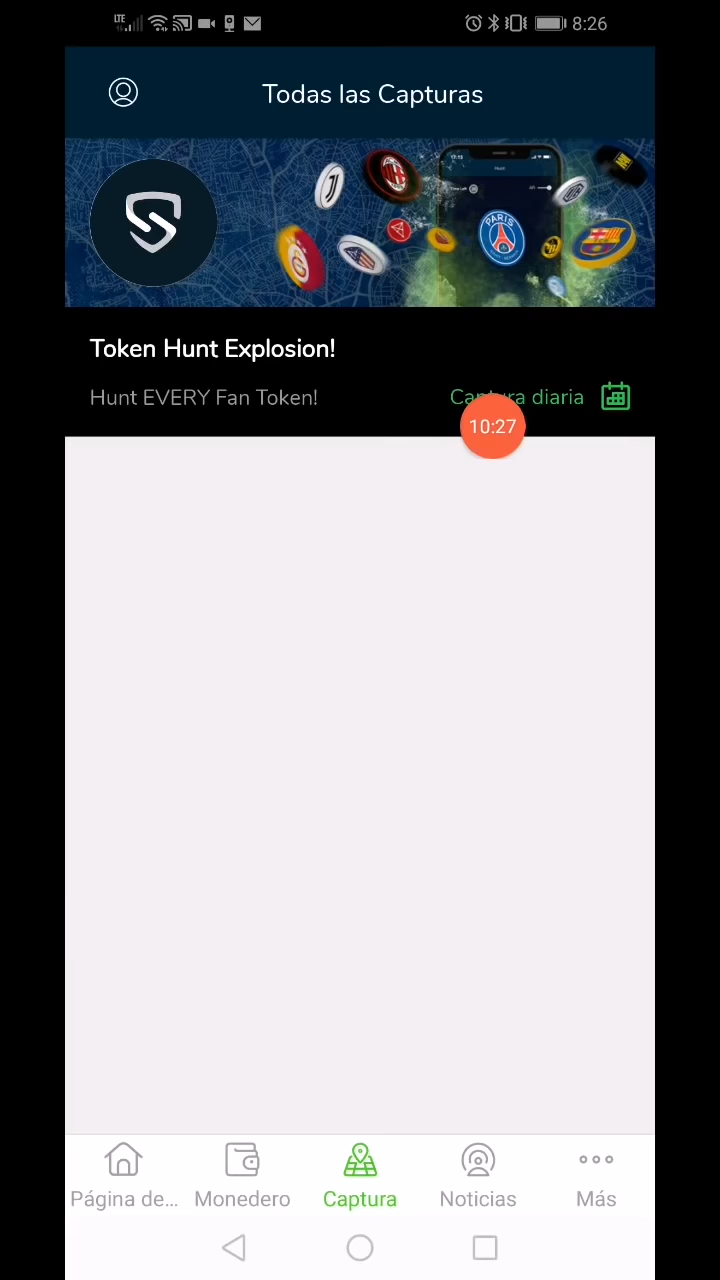 LTE 8:26
Todas las Capturas
PARIS
Token Hunt Explosion!
Hunt EVERY Fan Token! Captura diaria
10:27
Página de... Monedero Captura Noticias Más